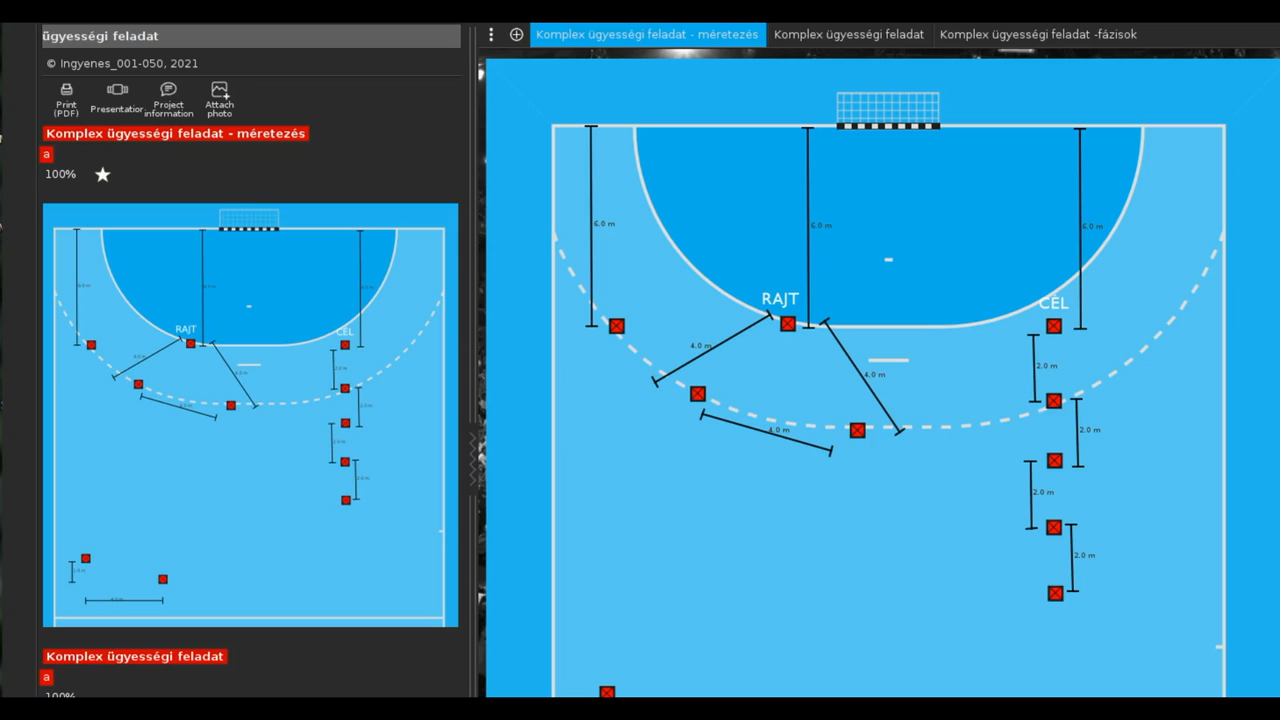 ügyességi feladat
© Ingyenes_001-050, 2021
Print
(PDF)
Presentation
Project
information
Attach
photo
Komplex ügyességi feladat - méretezés
a
100%
RAJT
CÉL
Komplex ügyességi feladat
a
100%
Komplex ügyességi feladat - méretezés
Komplex ügyességi feladat
Komplex ügyességi feladat -fázisok
6.0 m
6.0 m
6.0 m
RAJT
CÉL
4.0 m
4.0 m
4.0 m
2.0 m
2.0 m
2.0 m
2.0 m